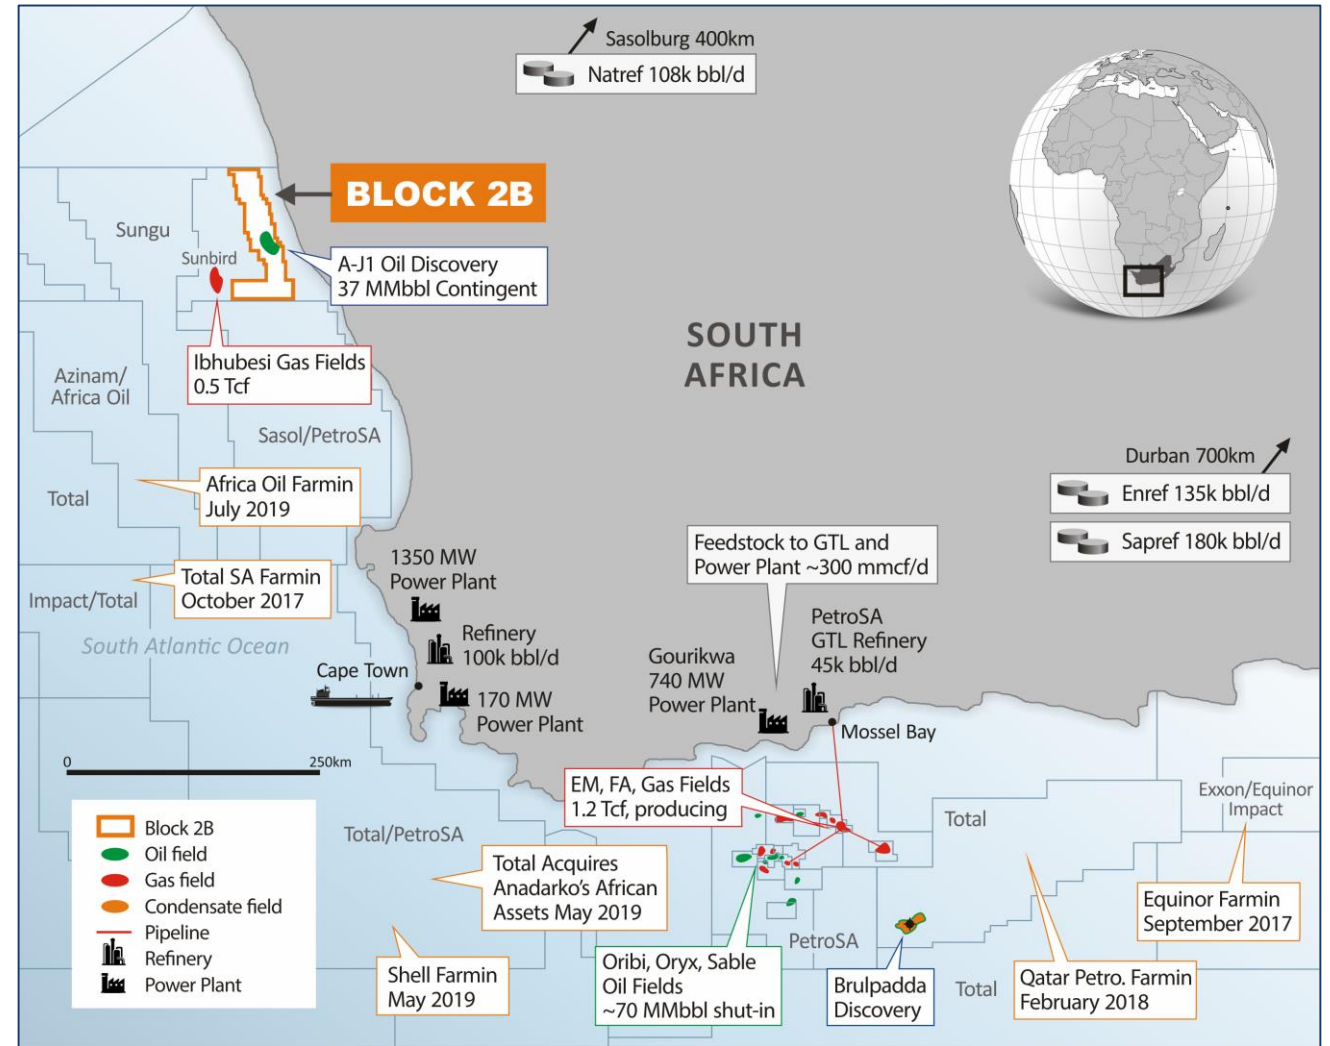 Sasolburg 400km
Natref 108k bbl/d
BLOCK 2B
Sungu
Sunbird
A-J1 Oil Discovery
37 MMbbl Contingent
SOUTH
AFRICA
Ibhubesi Gas Fields
0.5 Tcf
Azinam/
Africa Oil
Sasol/PetroSA
Total
Africa Oil Farmin
July 2019
Durban 700km
Enref 135k bbl/d
Sapref 180k bbl/d
Total SA Farmin
October 2017
Impact/Total
South Atlantic Ocean
1350 MW
Power Plant
Refinery
100k bbl/d
Cape Town
170 MW
Power Plant
Feedstock to GTL and
Power Plant ~300 mmcf/d
PetroSA
GTL Refinery
45k bbl/d
Gourikwa
740 MW
Power Plant
Mossel Bay
0
250km
EM, FA, Gas Fields
1.2 Tcf, producing
Total
Exxon/Equinor
Impact
Block 2B
Oil field
Gas field
Condensate field
Pipeline
Refinery
Power Plant
Total/PetroSA
Total Acquires
Anadarko's African
Assets May 2019
Shell Farmin
May 2019
Oribi, Oryx, Sable
Oil Fields
~70 MMbbl shut-in
PetroSA
Brulpadda
Discovery
Total
Qatar Petro. Farmin
February 2018
Equinor Farmin
September 2017